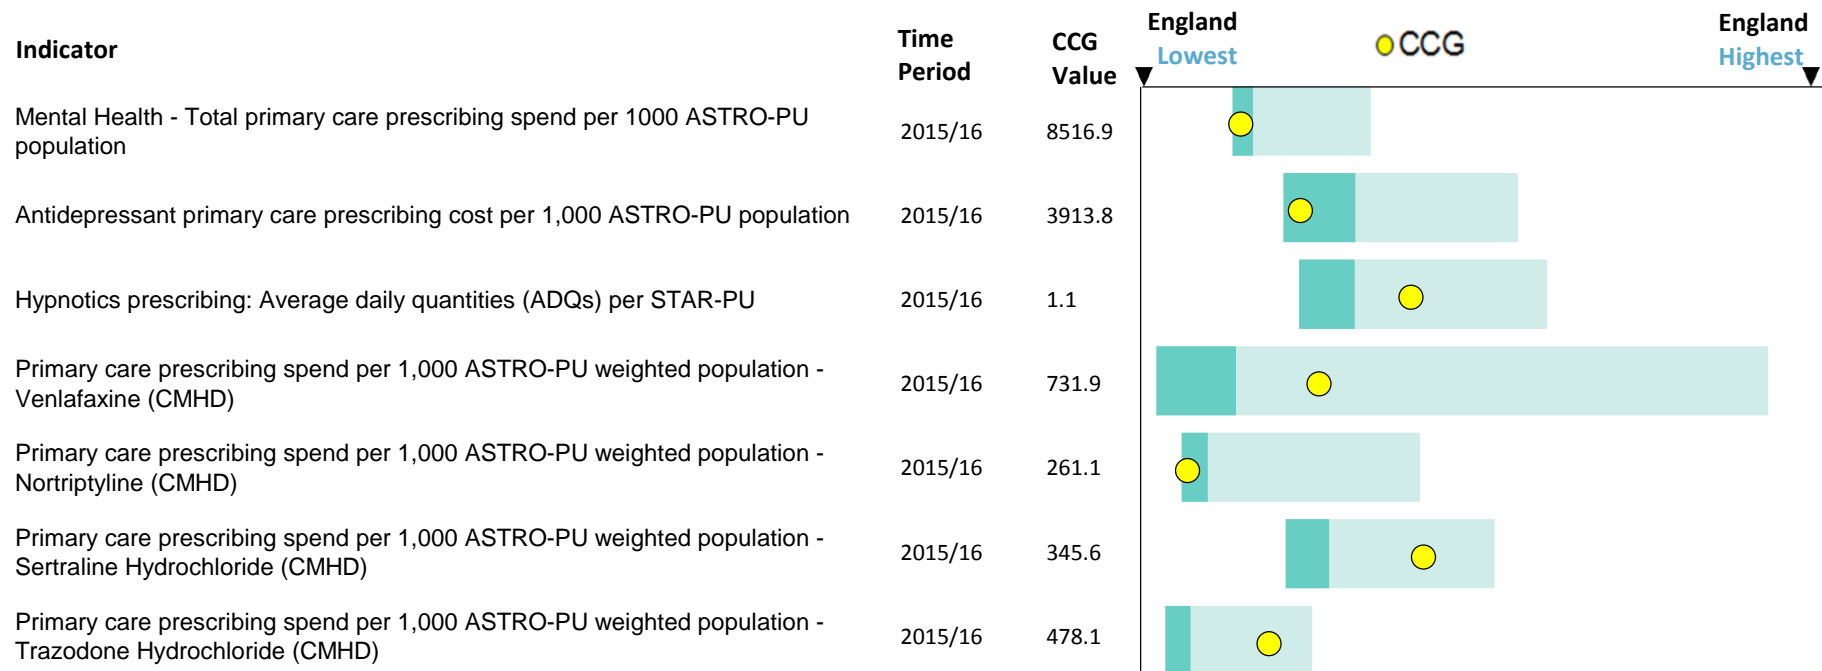 Indicator
Time
Period
CCG
Value
England
Lowest
CCG
England
Highest
Mental Health - Total primary care prescribing spend per 1000 ASTRO-PU
population
2015/16
8516.9
Antidepressant primary care prescribing cost per 1,000 ASTRO-PU population
2015/16
3913.8
Hypnotics prescribing: Average daily quantities (ADQs) per STAR-PU
2015/16
1.1
Primary care prescribing spend per 1,000 ASTRO-PU weighted population -
Venlafaxine (CMHD)
2015/16
731.9
Primary care prescribing spend per 1,000 ASTRO-PU weighted population -
Nortriptyline (CMHD)
2015/16
261.1
Primary care prescribing spend per 1,000 ASTRO-PU weighted population -
Sertraline Hydrochloride (CMHD)
2015/16
345.6
Primary care prescribing spend per 1,000 ASTRO-PU weighted population -
Trazodone Hydrochloride (CMHD)
2015/16
478.1